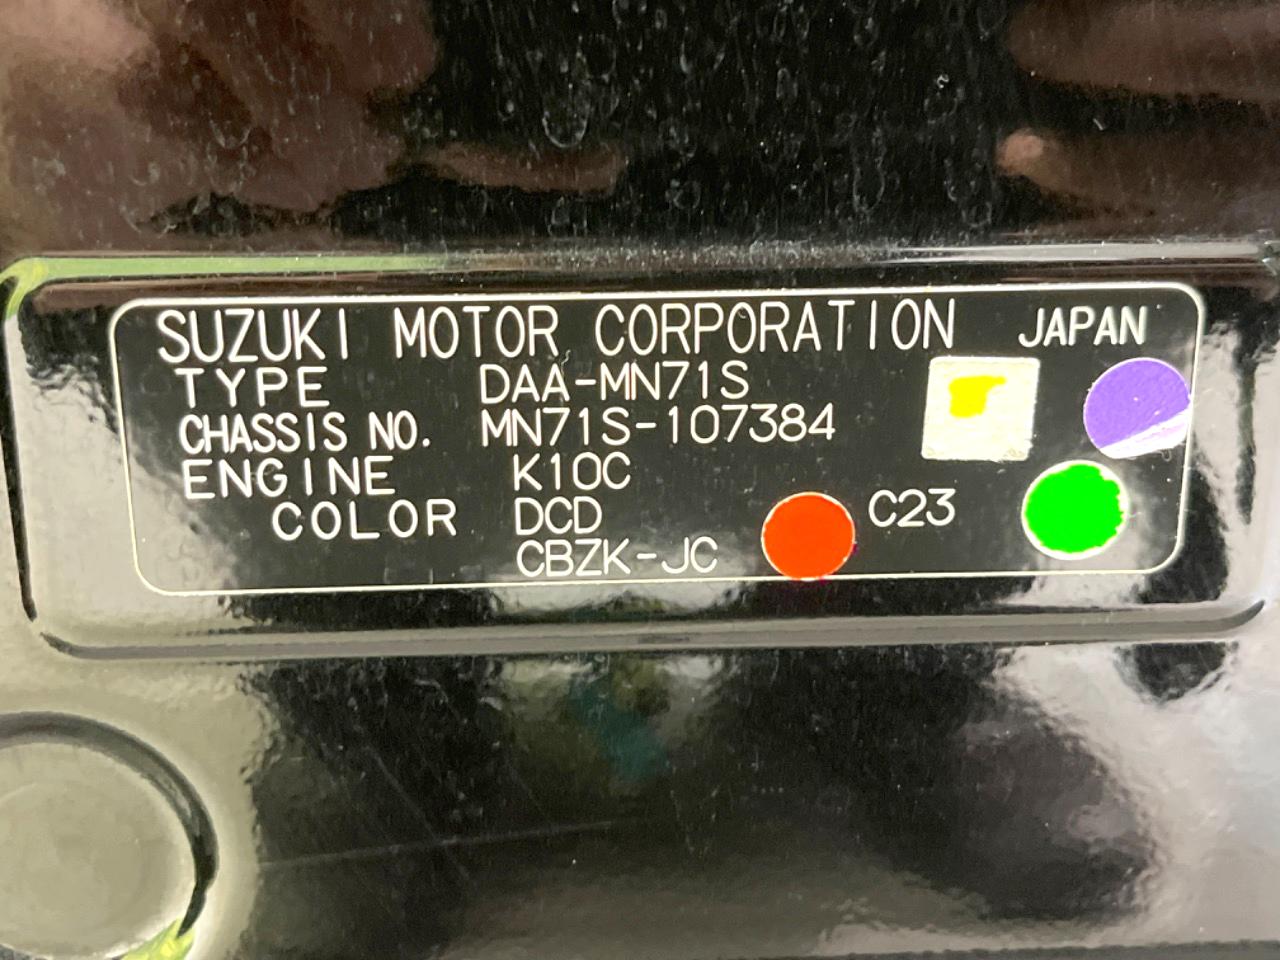 SUZUKI MOTOR CORPORATION JAPAN
TYPE DAA-MN71S
CHASSIS NO. MN71S-107384
ENGINE K10C
COLOR DCD C23
CBZK-JC